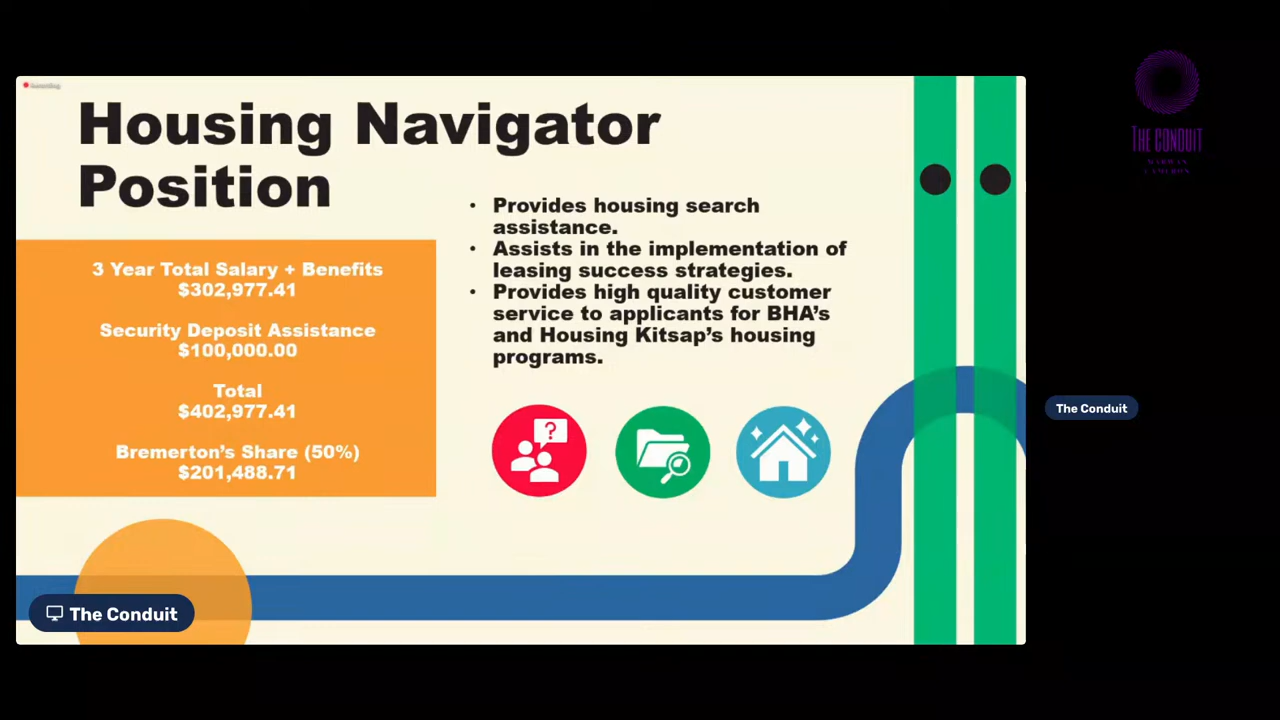 Housing Navigator
Position
3 Year Total Salary + Benefits
$302,977.41
Security Deposit Assistance
$100,000.00
Total
$402,977.41
Bremerton's Share (50%)
$201,488.71
• Provides housing search
assistance.
• Assists in the implementation of
leasing success strategies.
• Provides high quality customer
service to applicants for BHA's
and Housing Kitsap's housing
programs.
?
The Conduit
THE CONDUIT
The Conduit